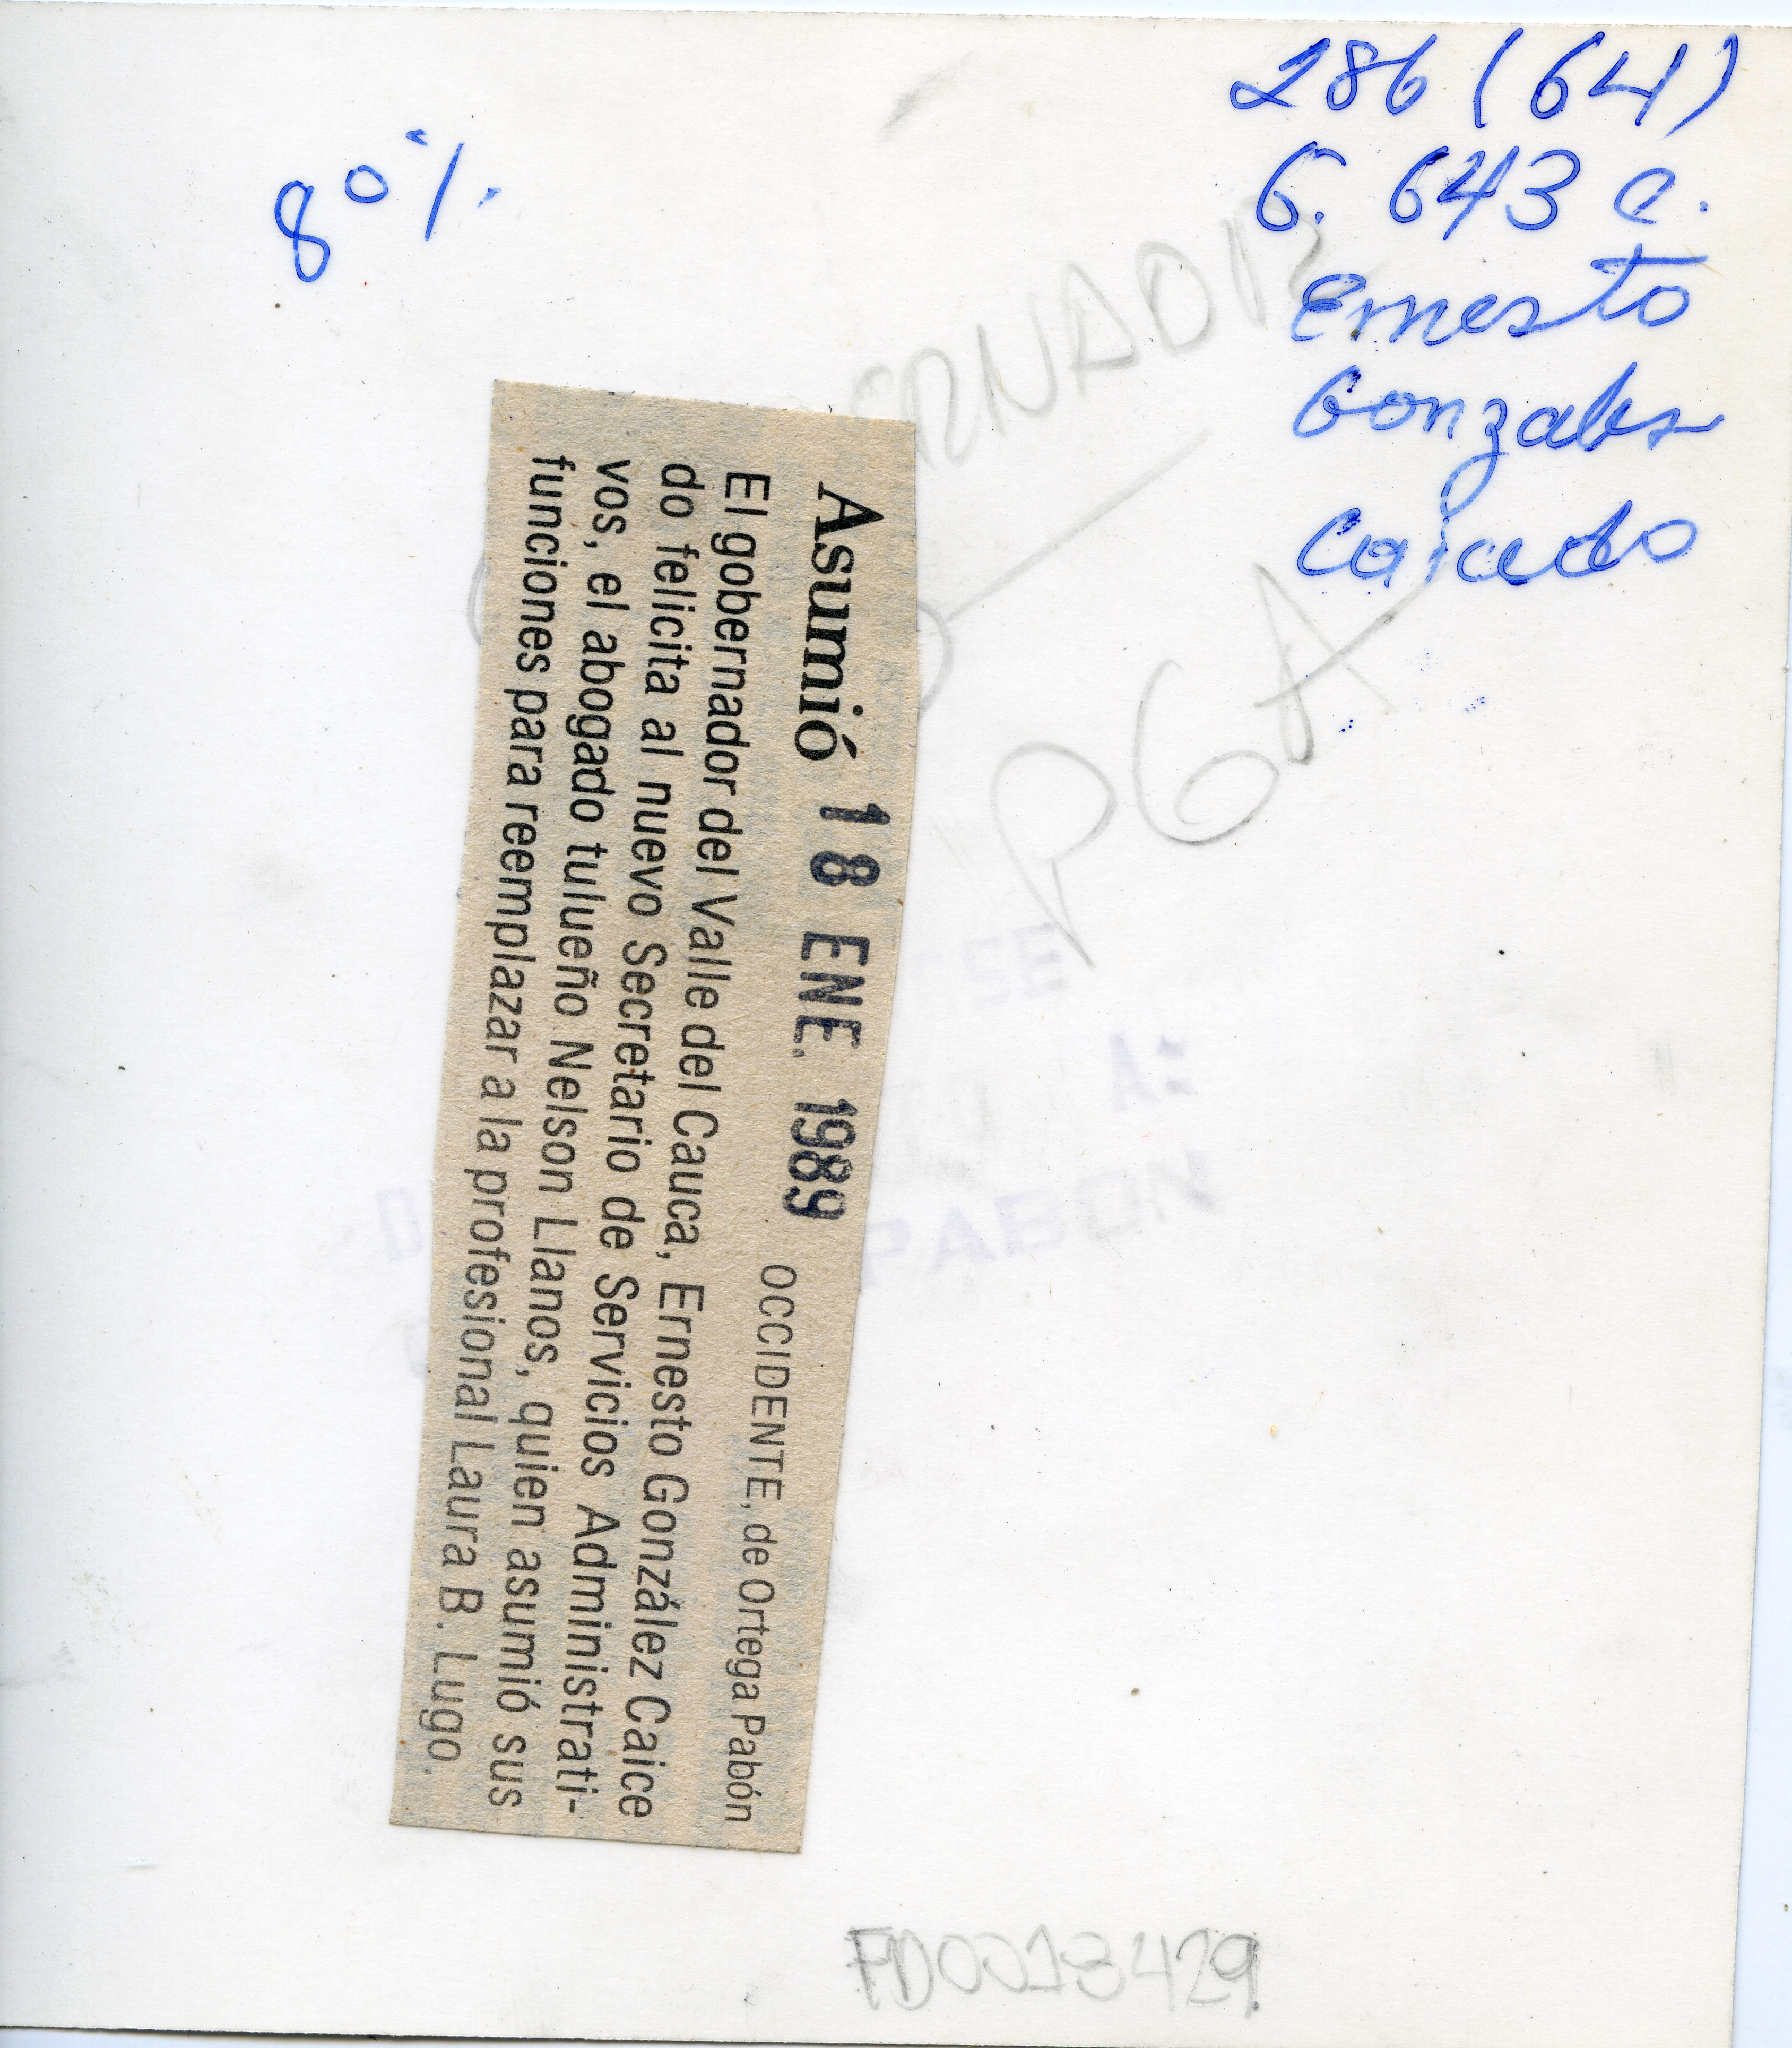 286 (64)
G. 643 c.
Ernesto
Gonzales
Caicedo
80%
PGA
Asumió 18 ENE. 1989
OCCIDENTE, de Ortega Pabón
El gobernador del Valle del Cauca, Ernesto González Caice
do felicita al nuevo Secretario de Servicios Administrati-
vos, el abogado tulueño Nelson Llanos, quien asumió sus
funciones para reemplazar a la profesional Laura B. Lugo.
FD0013429